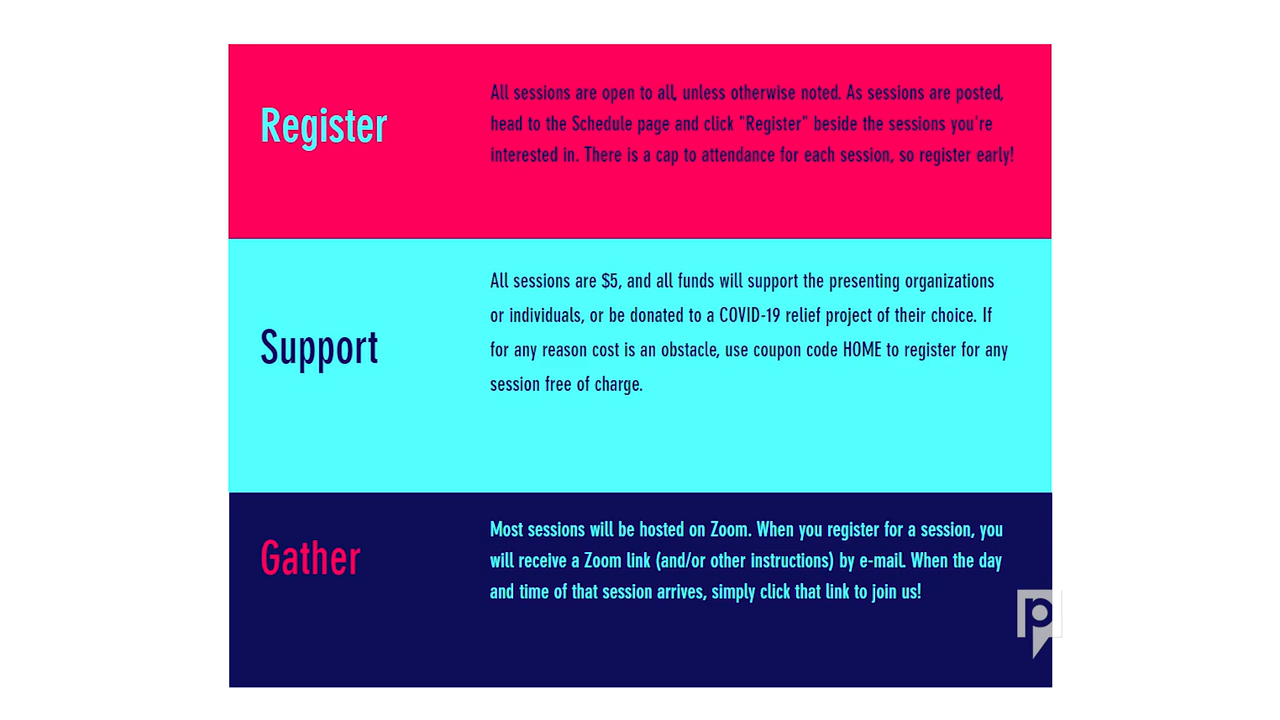 Register
All sessions are open to all, unless otherwise noted. As sessions are posted,
head to the Schedule page and click "Register" beside the sessions you're
interested in. There is a cap to attendance for each session, so register early!
Support
All sessions are $5, and all funds will support the presenting organizations
or individuals, or be donated to a COVID-19 relief project of their choice. If
for any reason cost is an obstacle, use coupon code HOME to register for any
session free of charge.
Gather
Most sessions will be hosted on Zoom. When you register for a session, you
will receive a Zoom link (and/or other instructions) by e-mail. When the day
and time of that session arrives, simply click that link to join us!
p